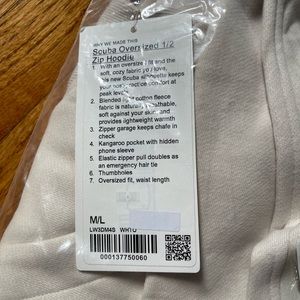 WHY WE MADE THIS
Scuba Oversized 1/2
Zip Hoodie
1. With an oversized fit and the
soft, cozy fabric you love,
this new Scuba silhouette keeps
your post-practice comfort at
peak level
2. Blended cotton fleece
fabric is naturally breathable,
soft against your skin, and
provides lightweight warmth
3. Zipper garage keeps chafe in
check
4. Kangaroo pocket with hidden
phone sleeve
5. Elastic zipper pull doubles as
an emergency hair tie
6. Thumbholes
7. Oversized fit, waist length
M/L
LW3DM4S WHTO
000137750060